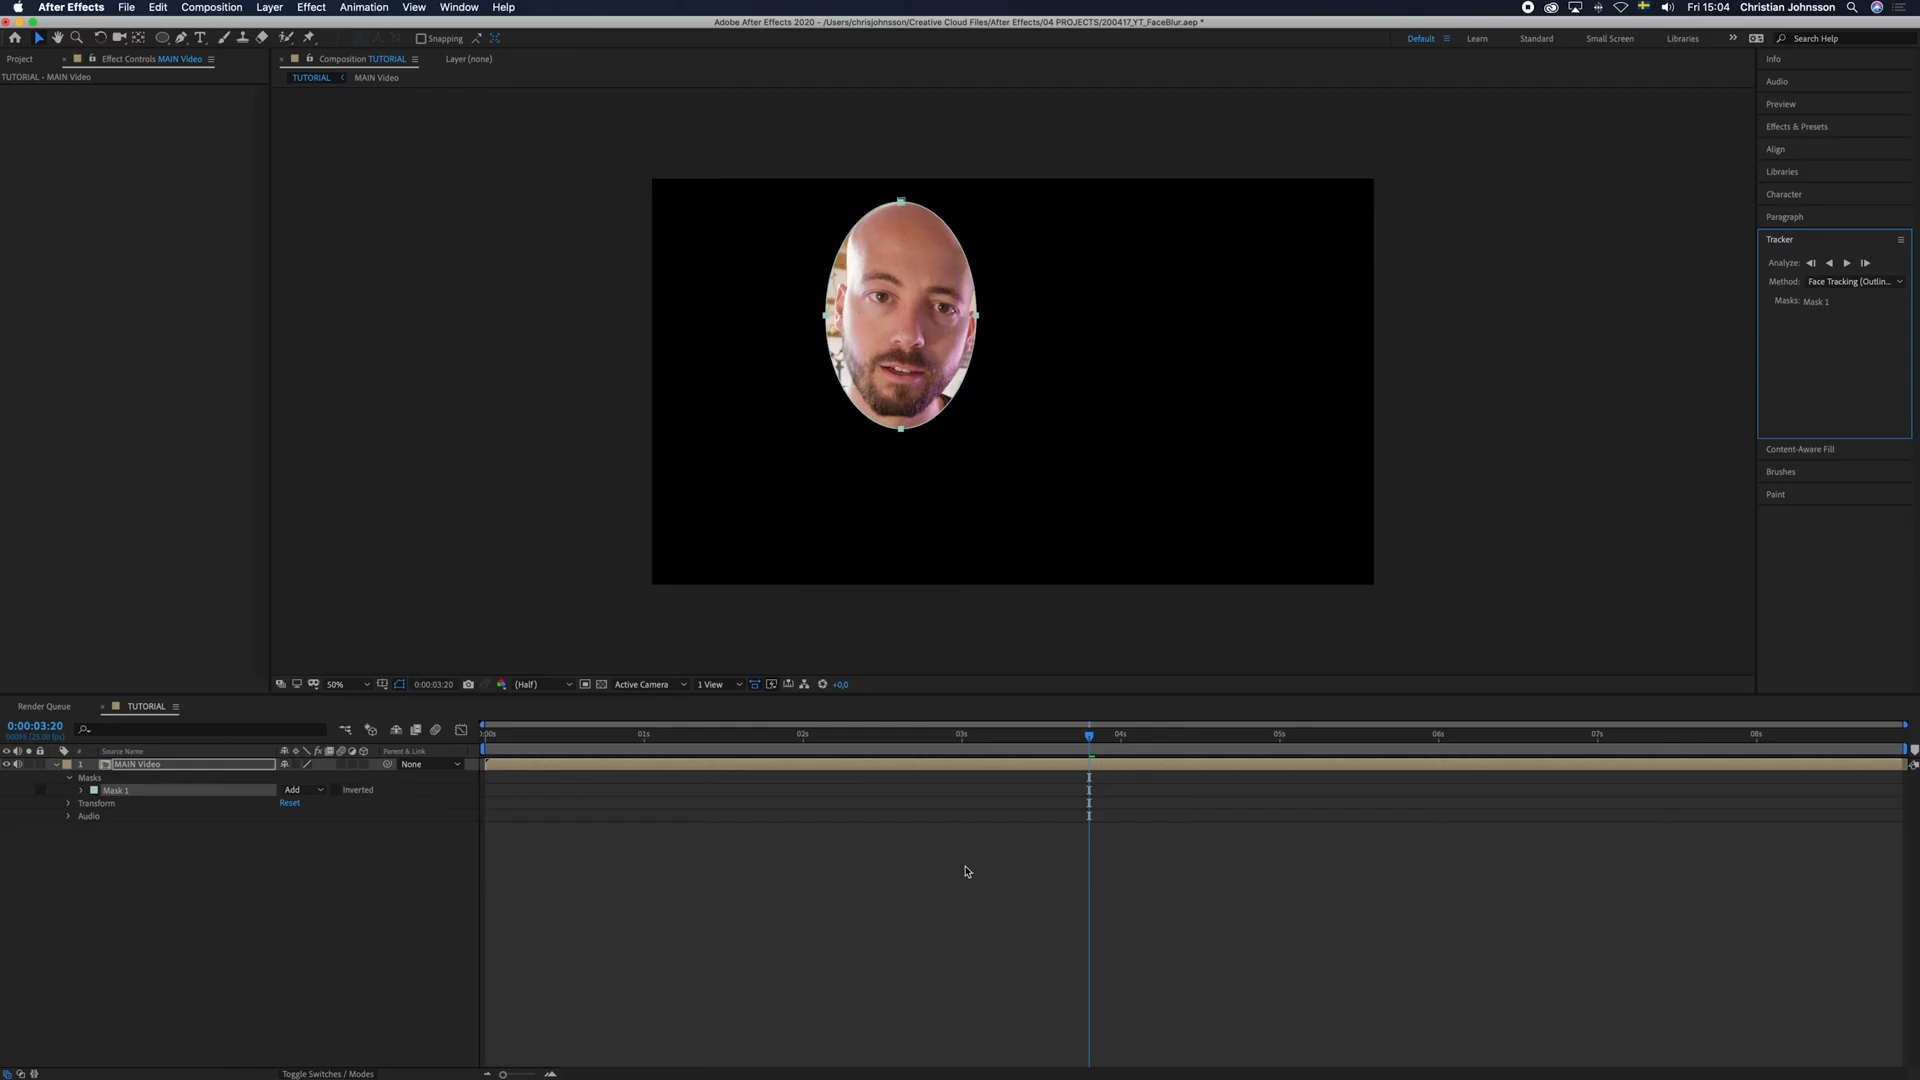 After Effects File Edit Composition Layer Effect Animation View Window Help Fri 15:04 Christian Johnsson
Adobe After Effects 2020 - /Users/chrisjohnsson/Creative Cloud Files/After Effects/04 PROJECTS/200417_YT_FaceBlur.aep *
Snapping Default Learn Standard Small Screen Libraries Search Help
Project Effect Controls MAIN Video Composition TUTORIAL Layer (none) Info
TUTORIAL - MAIN Video TUTORIAL MAIN Video
Audio
Preview
Effects & Presets
Align
Libraries
Character
Paragraph
Tracker
Analyze:
Method: Face Tracking (Outlin...
Masks: Mask 1
Content-Aware Fill
Brushes
Paint
50% 0:00:03:20 (Half) Active Camera 1 View +0,0
Render Queue TUTORIAL
0:00:03:20
00095 (25.00 fps)
:00s 01s 02s 03s 04s 05s 06s 07s 08s
# Source Name Parent & Link
1 MAIN Video None
Masks
Mask 1 Add Inverted
Transform Reset
Audio
Toggle Switches / Modes